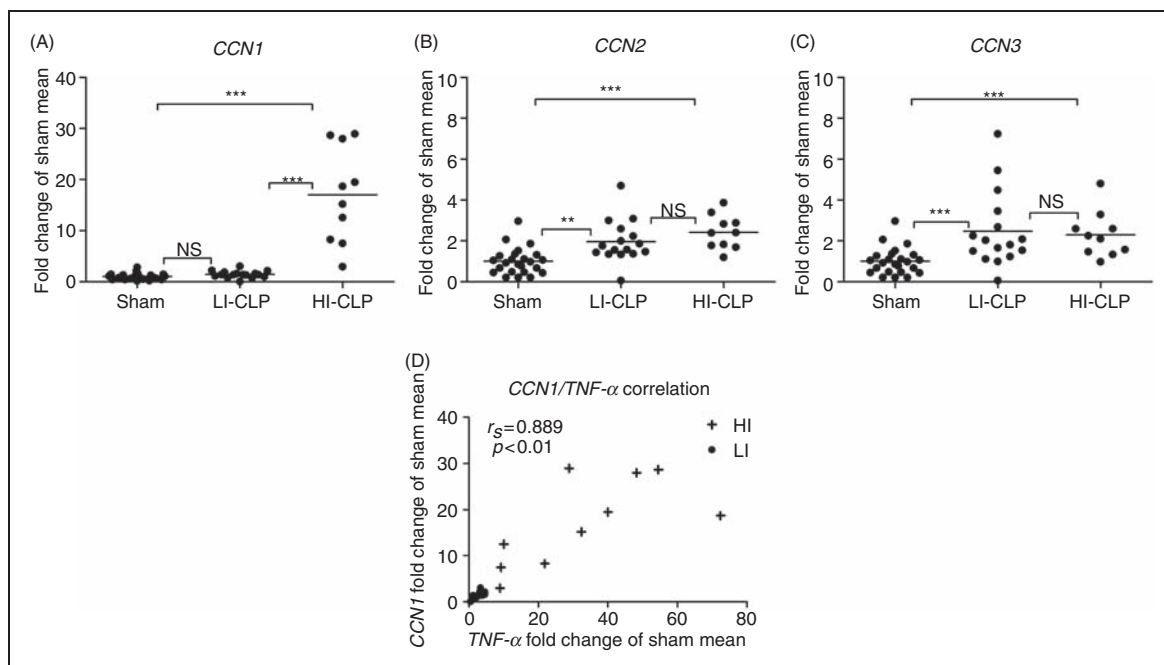 (A)
CCN1
Fold change of sham mean
40
30
20
10
0
***
***
NS
Sham LI-CLP HI-CLP
(B)
CCN2
Fold change of sham mean
10
8
6
4
2
0
***
**
NS
Sham LI-CLP HI-CLP
(C)
CCN3
Fold change of sham mean
10
8
6
4
2
0
***
***
NS
Sham LI-CLP HI-CLP
(D)
CCN1/TNF-α correlation
CCN1 fold change of sham mean
40
30
20
10
0
rS=0.889
p<0.01
+ HI
• LI
0 20 40 60 80
TNF-α fold change of sham mean